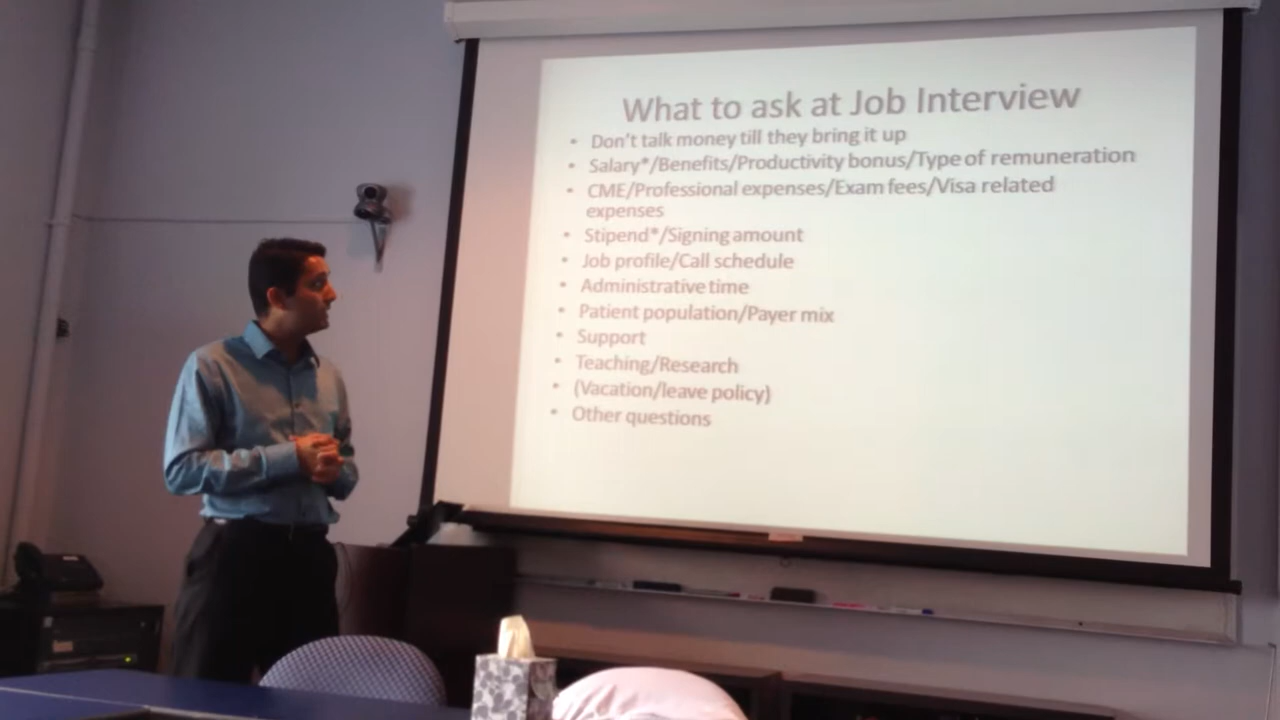 What to ask at Job Interview
• Don't talk money till they bring it up
• Salary*/Benefits/Productivity bonus/Type of remuneration
• CME/Professional expenses/Exam fees/Visa related
expenses
• Stipend*/Signing amount
• Job profile/Call schedule
• Administrative time
• Patient population/Payer mix
• Support
• Teaching/Research
• (Vacation/leave policy)
• Other questions